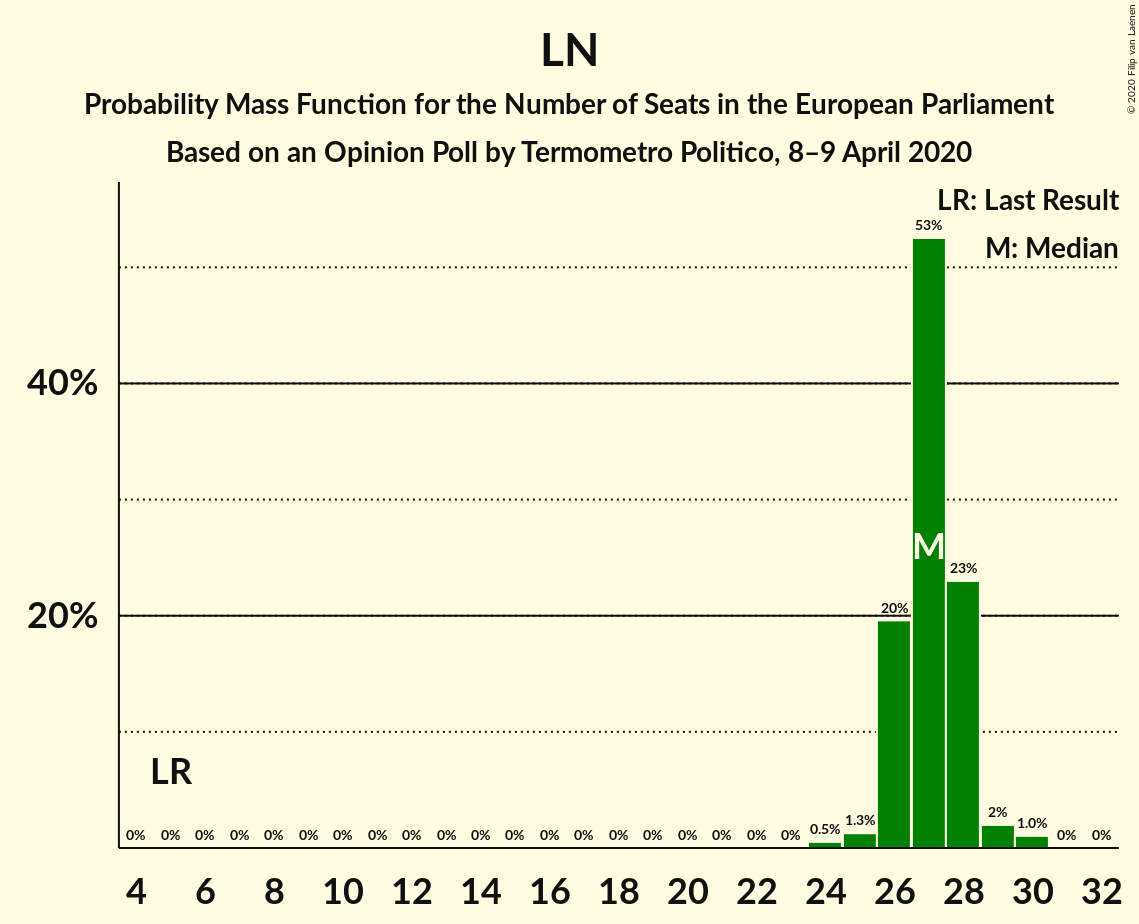 LN
Probability Mass Function for the Number of Seats in the European Parliament
Based on an Opinion Poll by Termometro Politico, 8–9 April 2020
© 2020 Filip van Laenen
LR: Last Result
M: Median
53%
40%
M
23%
20%
20%
LR
0% 0% 0% 0% 0% 0% 0% 0% 0% 0% 0% 0% 0% 0% 0% 0% 0% 0% 0% 0% 0.5% 1.3% 2% 1.0% 0% 0%
4 6 8 10 12 14 16 18 20 22 24 26 28 30 32